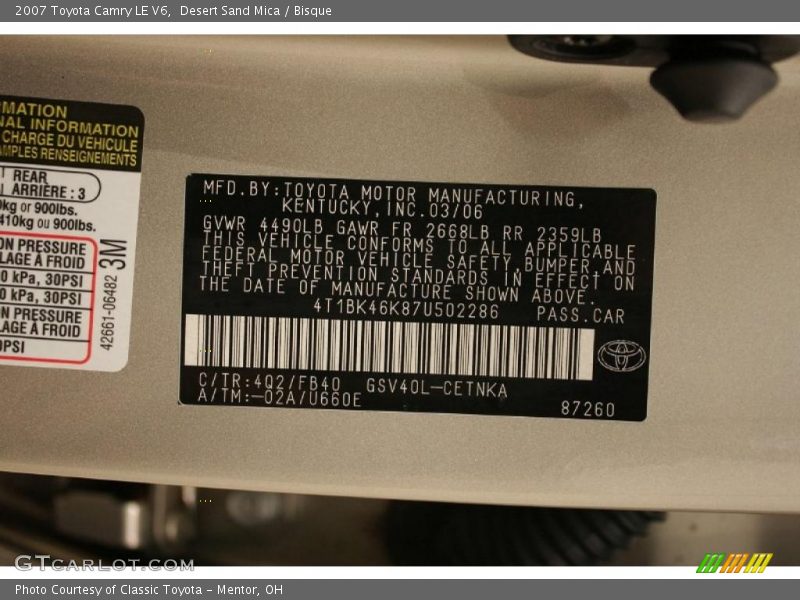 2007 Toyota Camry LE V6,  Desert Sand Mica / Bisque
MATION
NAL INFORMATION
CHARGE DU VEHICULE
AMPLES RENSEIGNEMENTS
REAR
ARRIÈRE : 3
0kg or 900lbs.
410kg ou 900lbs.
ON PRESSURE
LAGE À FROID
0 kPa, 30PSI
0 kPa, 30PSI
ON PRESSURE
LAGE À FROID
0PSI
3M
42661-06482
MFD.BY:TOYOTA MOTOR MANUFACTURING,
KENTUCKY,INC.03/06
GVWR 4490LB GAWR FR 2668LB RR 2359LB
THIS VEHICLE CONFORMS TO ALL APPLICABLE
FEDERAL MOTOR VEHICLE SAFETY,BUMPER,AND
THEFT PREVENTION STANDARDS IN EFFECT ON
THE DATE OF MANUFACTURE SHOWN ABOVE.
4T1BK46K87U502286 PASS.CAR
C/TR:4Q2/FB40 GSV40L-CETNKA
A/TM:-02A/U660E
87260
GTCARLOT.COM
Photo Courtesy of Classic Toyota - Mentor, OH